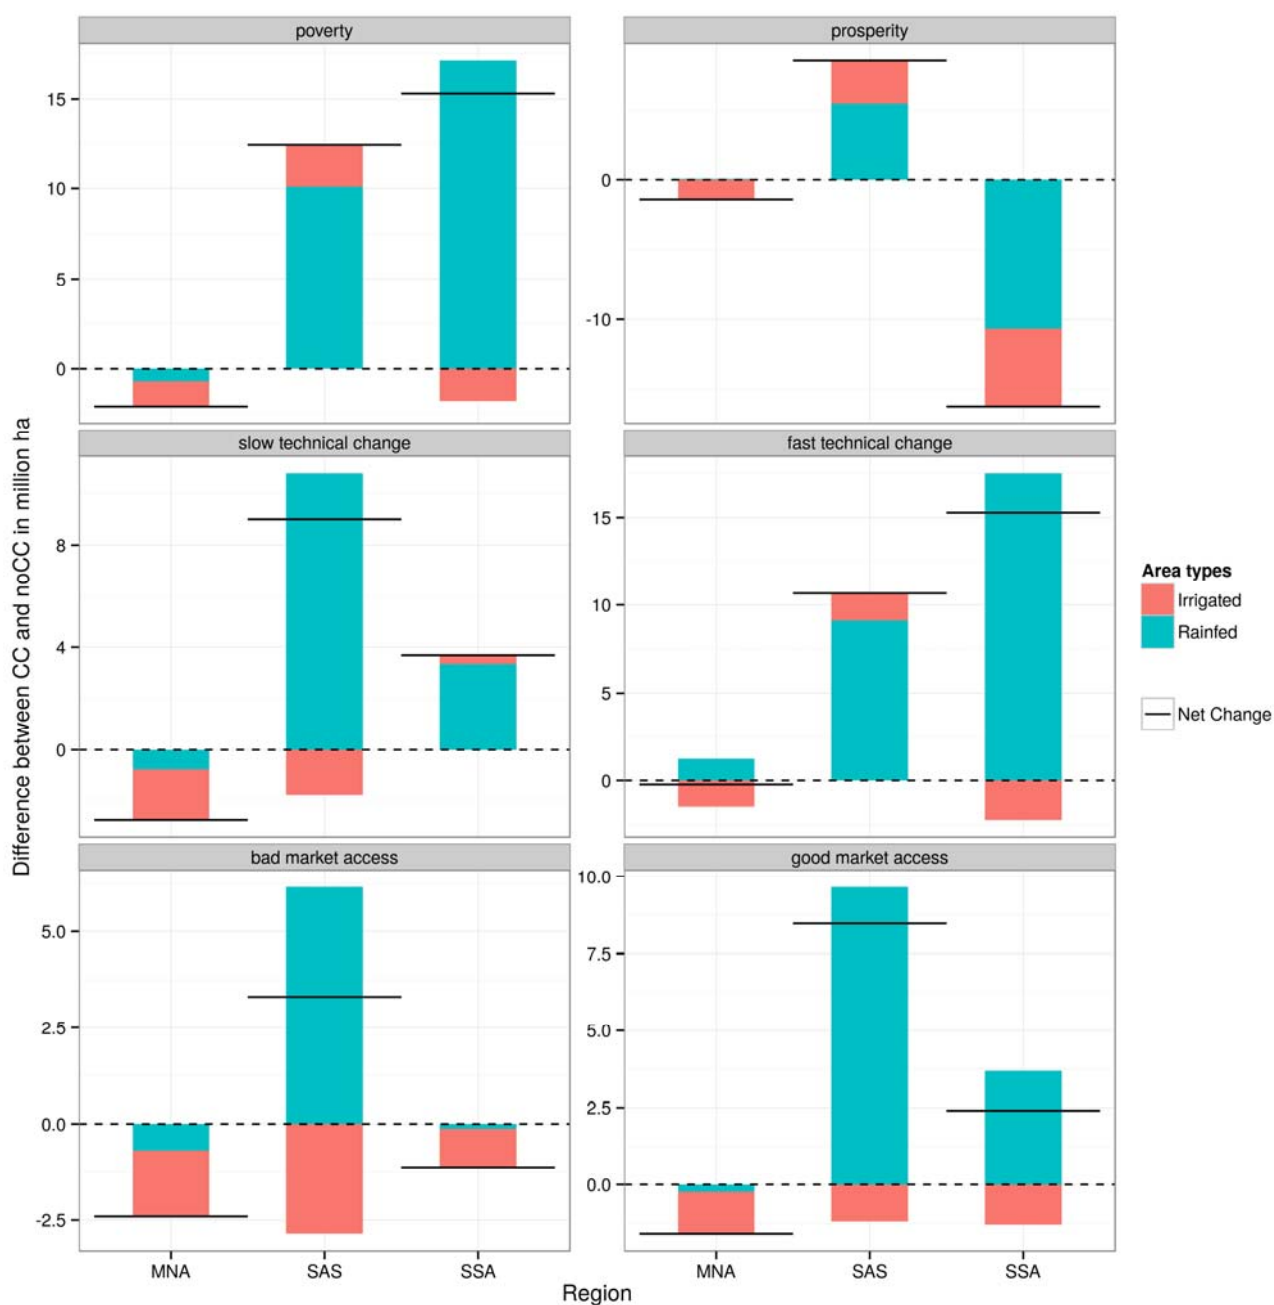 poverty
prosperity
15
10
5
0
0
-10
slow technical change
fast technical change
8
4
0
15
10
5
0
bad market access
good market access
5.0
2.5
0.0
-2.5
10.0
7.5
5.0
2.5
0.0
MNA SAS SSA
MNA SAS SSA
Region
Difference between CC and noCC in million ha
Area types
Irrigated
Rainfed
Net Change